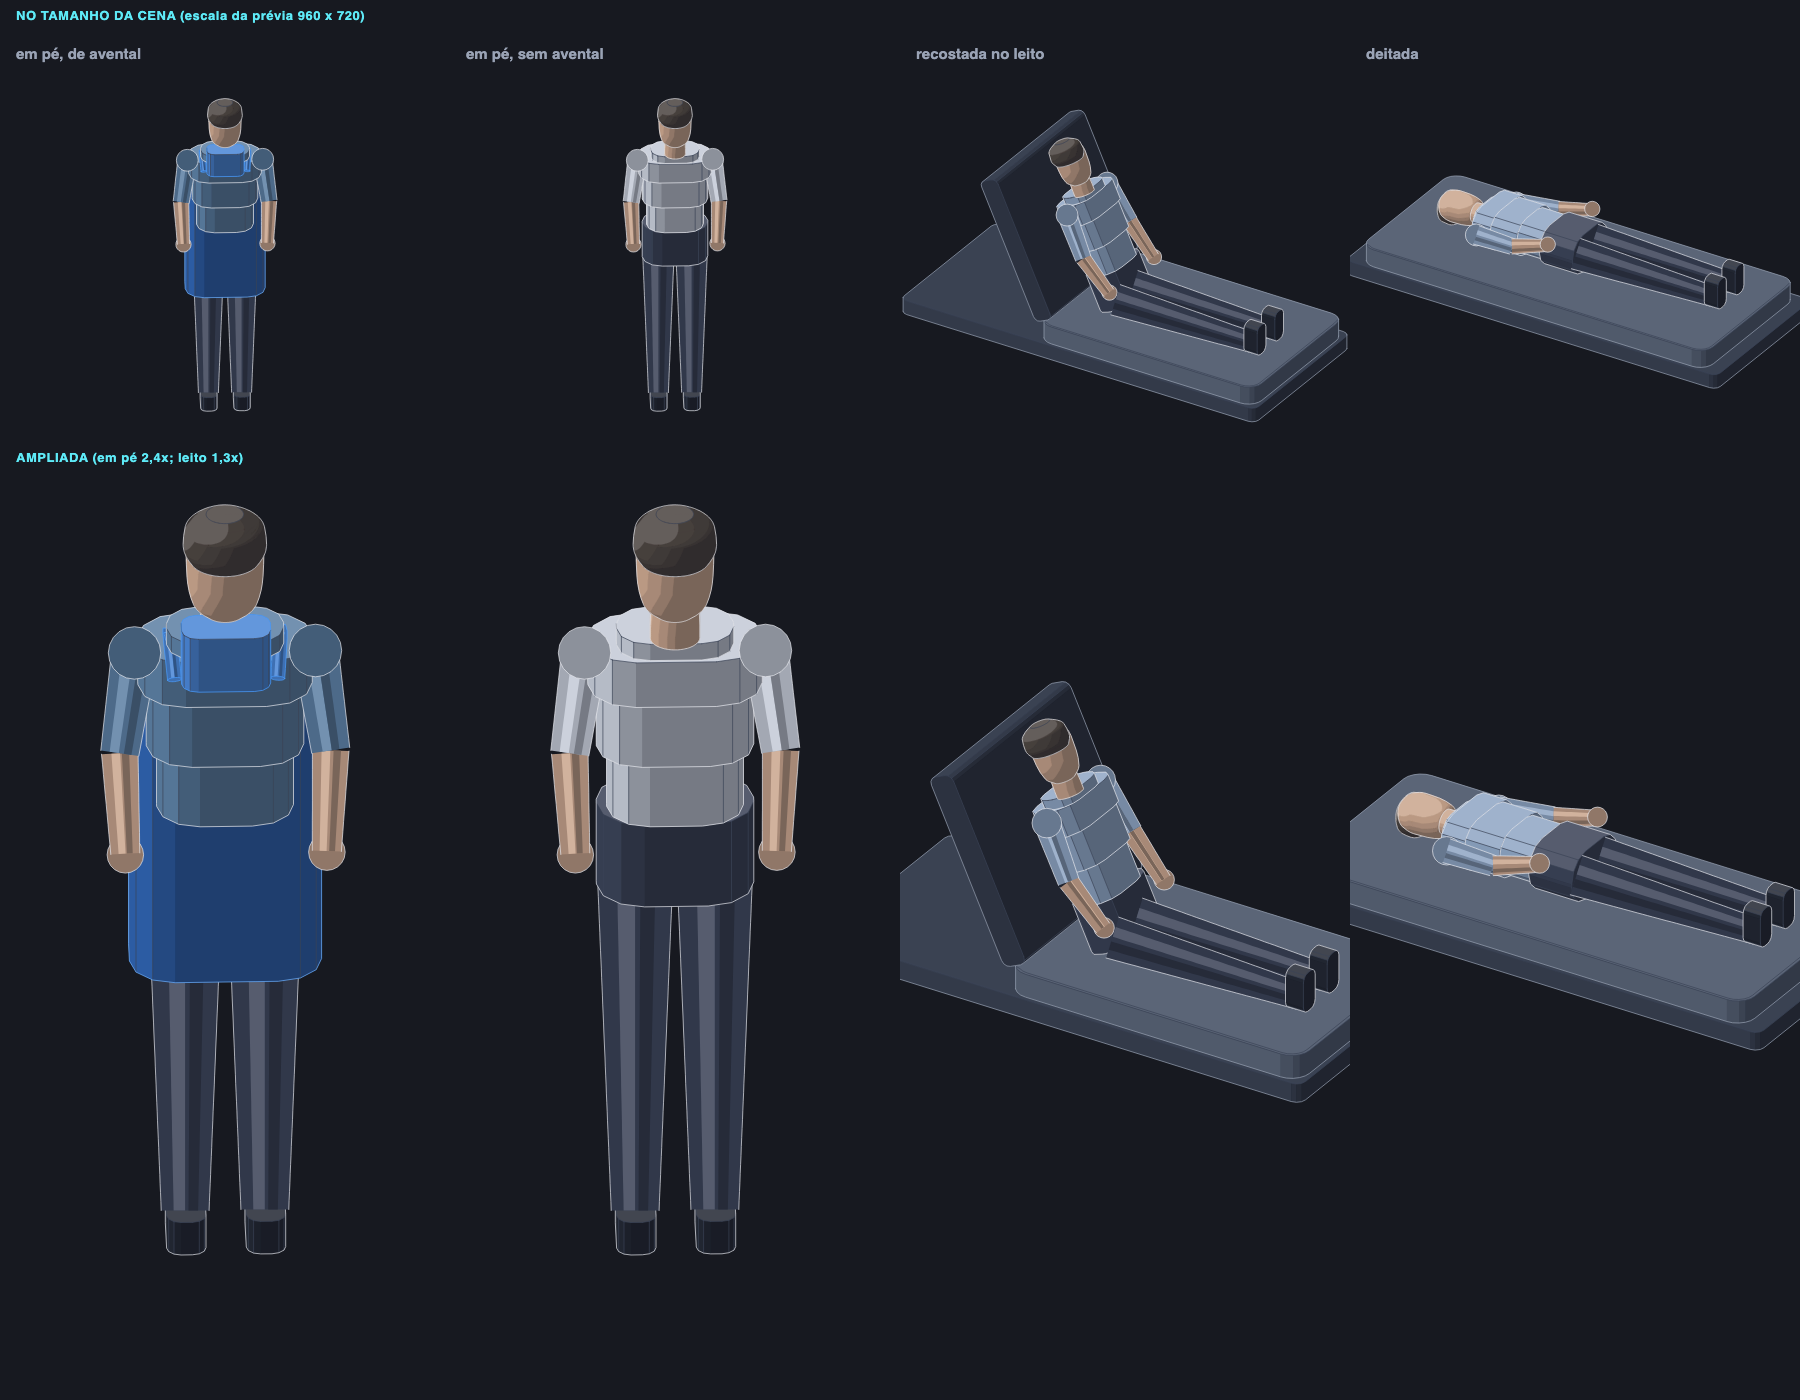 NO TAMANHO DA CENA (escala da prévia 960 x 720)
em pé, de avental
em pé, sem avental
recostada no leito
deitada
AMPLIADA (em pé 2,4x; leito 1,3x)